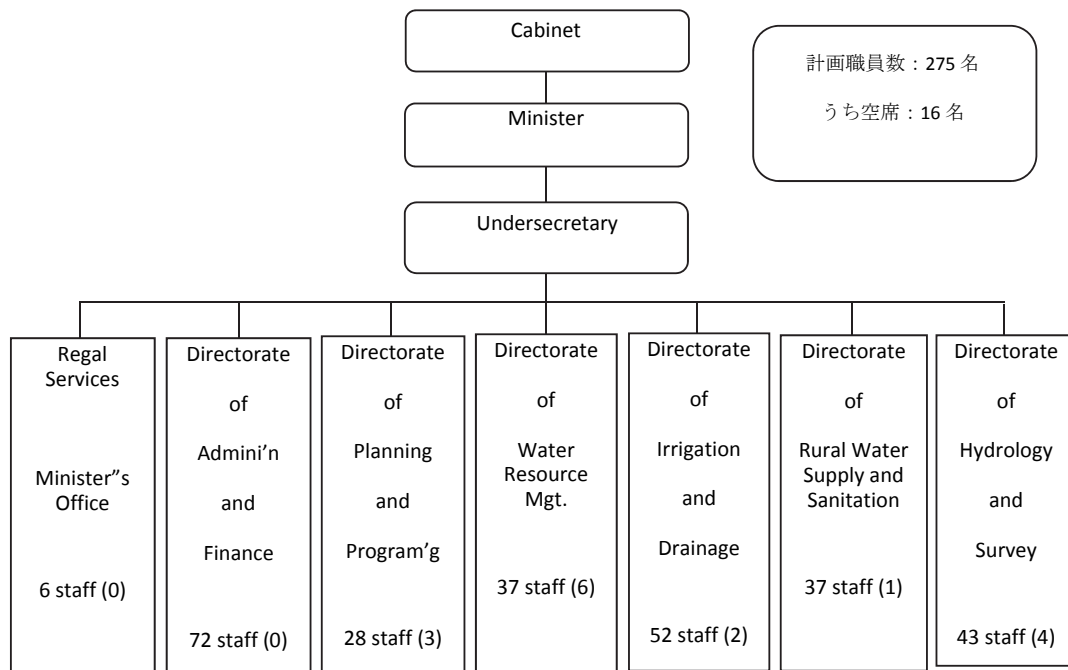 Cabinet
計画職員数：275 名
うち空席：16 名
Minister
Undersecretary
Regal
Services
Minister”s
Office
6 staff (0)
Directorate
of
Admini’n
and
Finance
72 staff (0)
Directorate
of
Planning
and
Program’g
28 staff (3)
Directorate
of
Water
Resource
Mgt.
37 staff (6)
Directorate
of
Irrigation
and
Drainage
52 staff (2)
Directorate
of
Rural Water
Supply and
Sanitation
37 staff (1)
Directorate
of
Hydrology
and
Survey
43 staff (4)